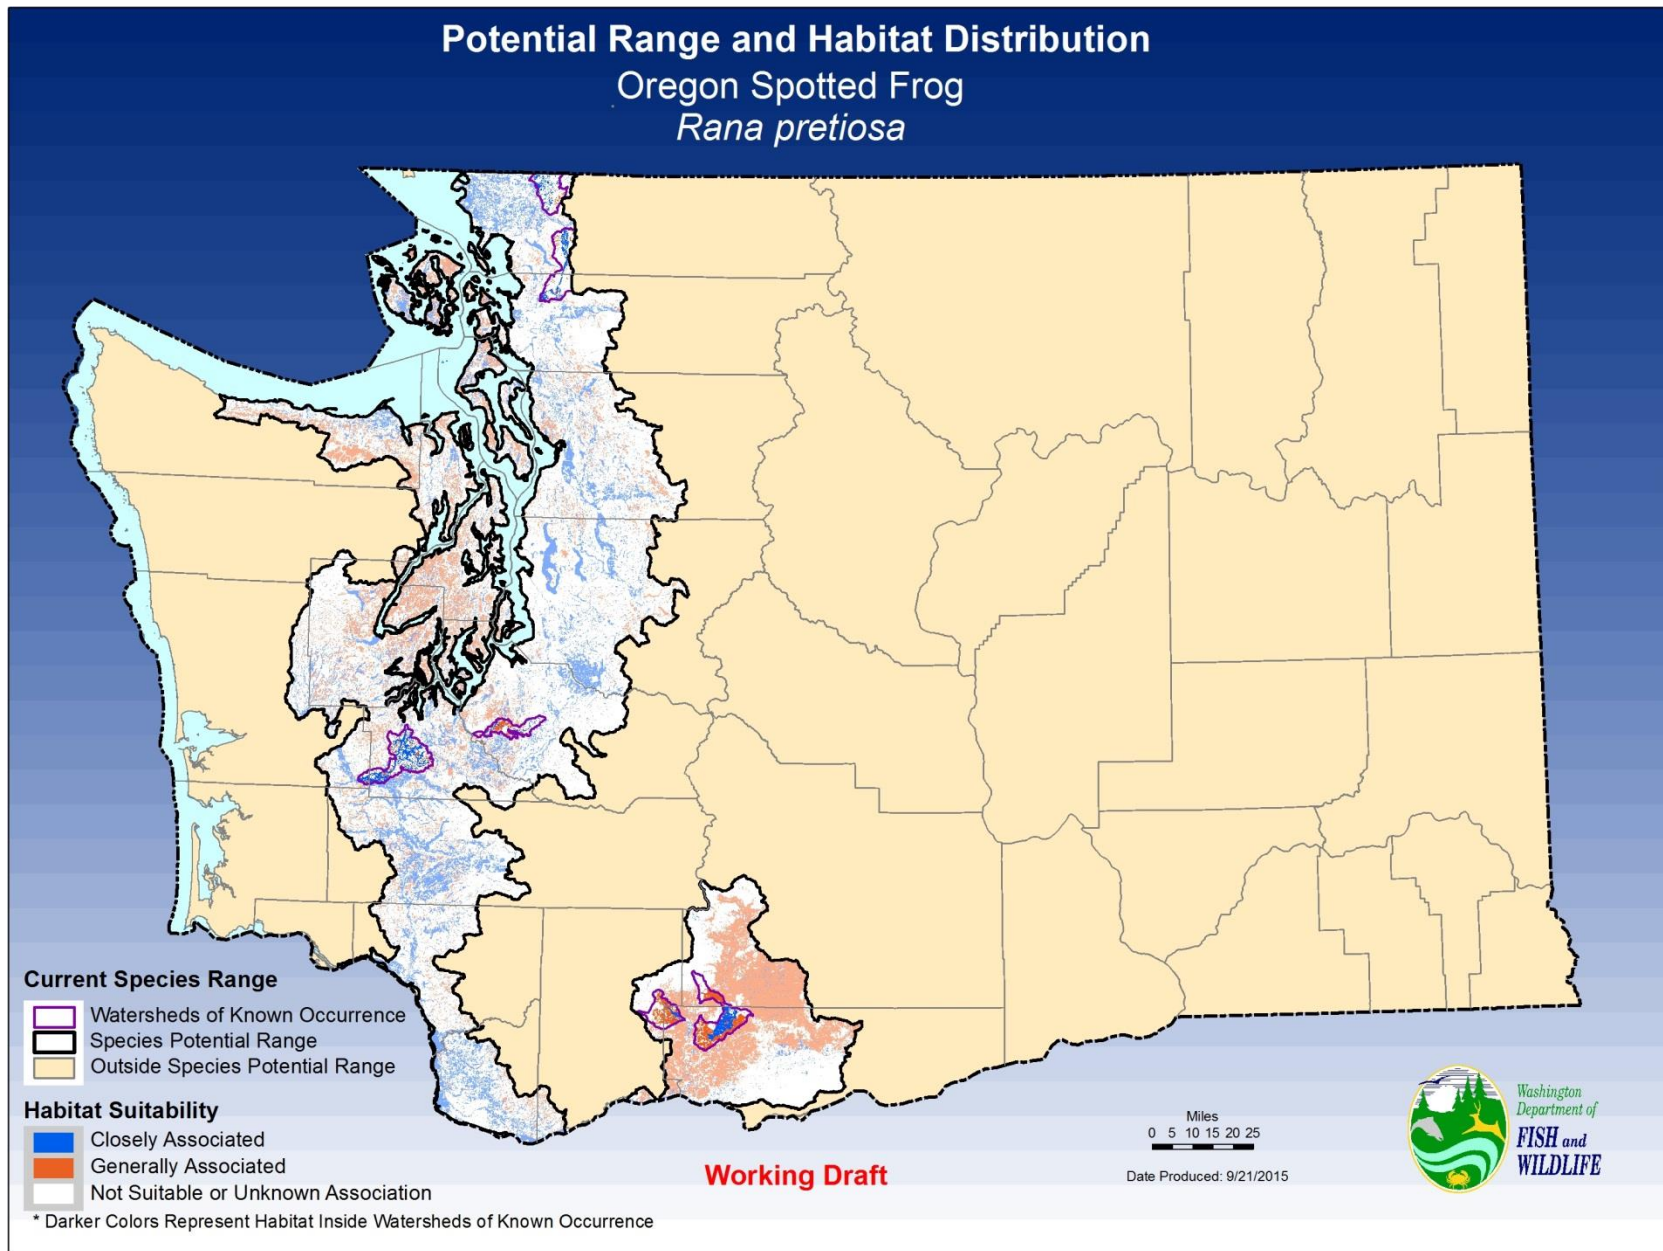 Potential Range and Habitat Distribution
Oregon Spotted Frog
Rana pretiosa
Current Species Range
Watersheds of Known Occurrence
Species Potential Range
Outside Species Potential Range
Habitat Suitability
Closely Associated
Generally Associated
Not Suitable or Unknown Association
* Darker Colors Represent Habitat Inside Watersheds of Known Occurrence
Working Draft
Miles
0 5 10 15 20 25
Date Produced: 9/21/2015
Washington
Department of
FISH and
WILDLIFE